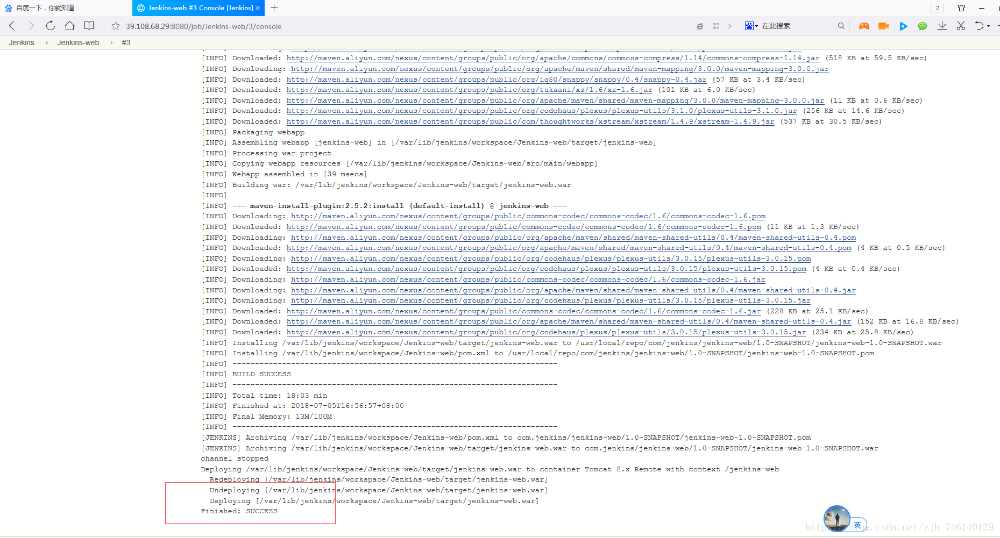 百度一下，你就知道
Jenkins-web #3 Console [Jenkins]
2
39.108.68.29:8080/job/Jenkins-web/3/console
在此搜索
Jenkins
Jenkins-web
#3
[INFO] Downloaded: http://maven.aliyun.com/nexus/content/groups/public/org/apache/commons/commons-compress/1.14/commons-compress-1.14.jar (518 KB at 59.5 KB/sec)
[INFO] Downloading: http://maven.aliyun.com/nexus/content/groups/public/org/apache/maven/shared/maven-mapping/3.0.0/maven-mapping-3.0.0.jar
[INFO] Downloaded: http://maven.aliyun.com/nexus/content/groups/public/org/iq80/snappy/snappy/0.4/snappy-0.4.jar (57 KB at 3.4 KB/sec)
[INFO] Downloaded: http://maven.aliyun.com/nexus/content/groups/public/org/tukaani/xz/1.6/xz-1.6.jar (101 KB at 6.0 KB/sec)
[INFO] Downloaded: http://maven.aliyun.com/nexus/content/groups/public/org/apache/maven/shared/maven-mapping/3.0.0/maven-mapping-3.0.0.jar (11 KB at 0.6 KB/sec)
[INFO] Downloaded: http://maven.aliyun.com/nexus/content/groups/public/org/codehaus/plexus/plexus-utils/3.1.0/plexus-utils-3.1.0.jar (256 KB at 14.6 KB/sec)
[INFO] Downloaded: http://maven.aliyun.com/nexus/content/groups/public/com/thoughtworks/xstream/xstream/1.4.9/xstream-1.4.9.jar (537 KB at 30.5 KB/sec)
[INFO] Packaging webapp
[INFO] Assembling webapp [jenkins-web] in [/var/lib/jenkins/workspace/Jenkins-web/target/jenkins-web]
[INFO] Processing war project
[INFO] Copying webapp resources [/var/lib/jenkins/workspace/Jenkins-web/src/main/webapp]
[INFO] Webapp assembled in [39 msecs]
[INFO] Building war: /var/lib/jenkins/workspace/Jenkins-web/target/jenkins-web.war
[INFO]
[INFO] --- maven-install-plugin:2.5.2:install (default-install) @ jenkins-web ---
[INFO] Downloading: http://maven.aliyun.com/nexus/content/groups/public/commons-codec/commons-codec/1.6/commons-codec-1.6.pom
[INFO] Downloaded: http://maven.aliyun.com/nexus/content/groups/public/commons-codec/commons-codec/1.6/commons-codec-1.6.pom (11 KB at 1.3 KB/sec)
[INFO] Downloading: http://maven.aliyun.com/nexus/content/groups/public/org/apache/maven/shared/maven-shared-utils/0.4/maven-shared-utils-0.4.pom
[INFO] Downloaded: http://maven.aliyun.com/nexus/content/groups/public/org/apache/maven/shared/maven-shared-utils/0.4/maven-shared-utils-0.4.pom (4 KB at 0.5 KB/sec)
[INFO] Downloading: http://maven.aliyun.com/nexus/content/groups/public/org/codehaus/plexus/plexus-utils/3.0.15/plexus-utils-3.0.15.pom
[INFO] Downloaded: http://maven.aliyun.com/nexus/content/groups/public/org/codehaus/plexus/plexus-utils/3.0.15/plexus-utils-3.0.15.pom (4 KB at 0.4 KB/sec)
[INFO] Downloading: http://maven.aliyun.com/nexus/content/groups/public/commons-codec/commons-codec/1.6/commons-codec-1.6.jar
[INFO] Downloading: http://maven.aliyun.com/nexus/content/groups/public/org/apache/maven/shared/maven-shared-utils/0.4/maven-shared-utils-0.4.jar
[INFO] Downloading: http://maven.aliyun.com/nexus/content/groups/public/org/codehaus/plexus/plexus-utils/3.0.15/plexus-utils-3.0.15.jar
[INFO] Downloaded: http://maven.aliyun.com/nexus/content/groups/public/commons-codec/commons-codec/1.6/commons-codec-1.6.jar (228 KB at 25.1 KB/sec)
[INFO] Downloaded: http://maven.aliyun.com/nexus/content/groups/public/org/apache/maven/shared/maven-shared-utils/0.4/maven-shared-utils-0.4.jar (152 KB at 16.8 KB/sec)
[INFO] Downloaded: http://maven.aliyun.com/nexus/content/groups/public/org/codehaus/plexus/plexus-utils/3.0.15/plexus-utils-3.0.15.jar (234 KB at 25.8 KB/sec)
[INFO] Installing /var/lib/jenkins/workspace/Jenkins-web/target/jenkins-web.war to /usr/local/repo/com/jenkins/jenkins-web/1.0-SNAPSHOT/jenkins-web-1.0-SNAPSHOT.war
[INFO] Installing /var/lib/jenkins/workspace/Jenkins-web/pom.xml to /usr/local/repo/com/jenkins/jenkins-web/1.0-SNAPSHOT/jenkins-web-1.0-SNAPSHOT.pom
[INFO] ------------------------------------------------------------------------
[INFO] BUILD SUCCESS
[INFO] ------------------------------------------------------------------------
[INFO] Total time: 18:03 min
[INFO] Finished at: 2018-07-05T16:56:57+08:00
[INFO] Final Memory: 13M/100M
[INFO] ------------------------------------------------------------------------
[JENKINS] Archiving /var/lib/jenkins/workspace/Jenkins-web/pom.xml to com.jenkins/jenkins-web/1.0-SNAPSHOT/jenkins-web-1.0-SNAPSHOT.pom
[JENKINS] Archiving /var/lib/jenkins/workspace/Jenkins-web/target/jenkins-web.war to com.jenkins/jenkins-web/1.0-SNAPSHOT/jenkins-web-1.0-SNAPSHOT.war
channel stopped
Deploying /var/lib/jenkins/workspace/Jenkins-web/target/jenkins-web.war to container Tomcat 8.x Remote with context /jenkins-web
Redeploying [/var/lib/jenkins/workspace/Jenkins-web/target/jenkins-web.war]
Undeploying [/var/lib/jenkins/workspace/Jenkins-web/target/jenkins-web.war]
Deploying [/var/lib/jenkins/workspace/Jenkins-web/target/jenkins-web.war]
Finished: SUCCESS
英
.csdn.net/zjh_746140129